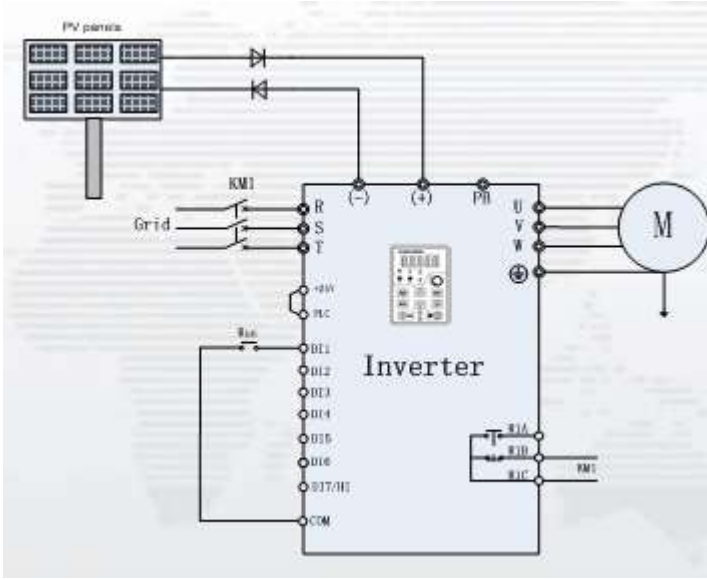 PV panels
KM1
(-)
(+)
PB
R
S
T
Grid
U
V
W
M
+24V
PLC
Run
DI1
DI2
DI3
DI4
DI5
DI6
DI7/HI
COM
Inverter
R1A
R1B
R1C
KM1